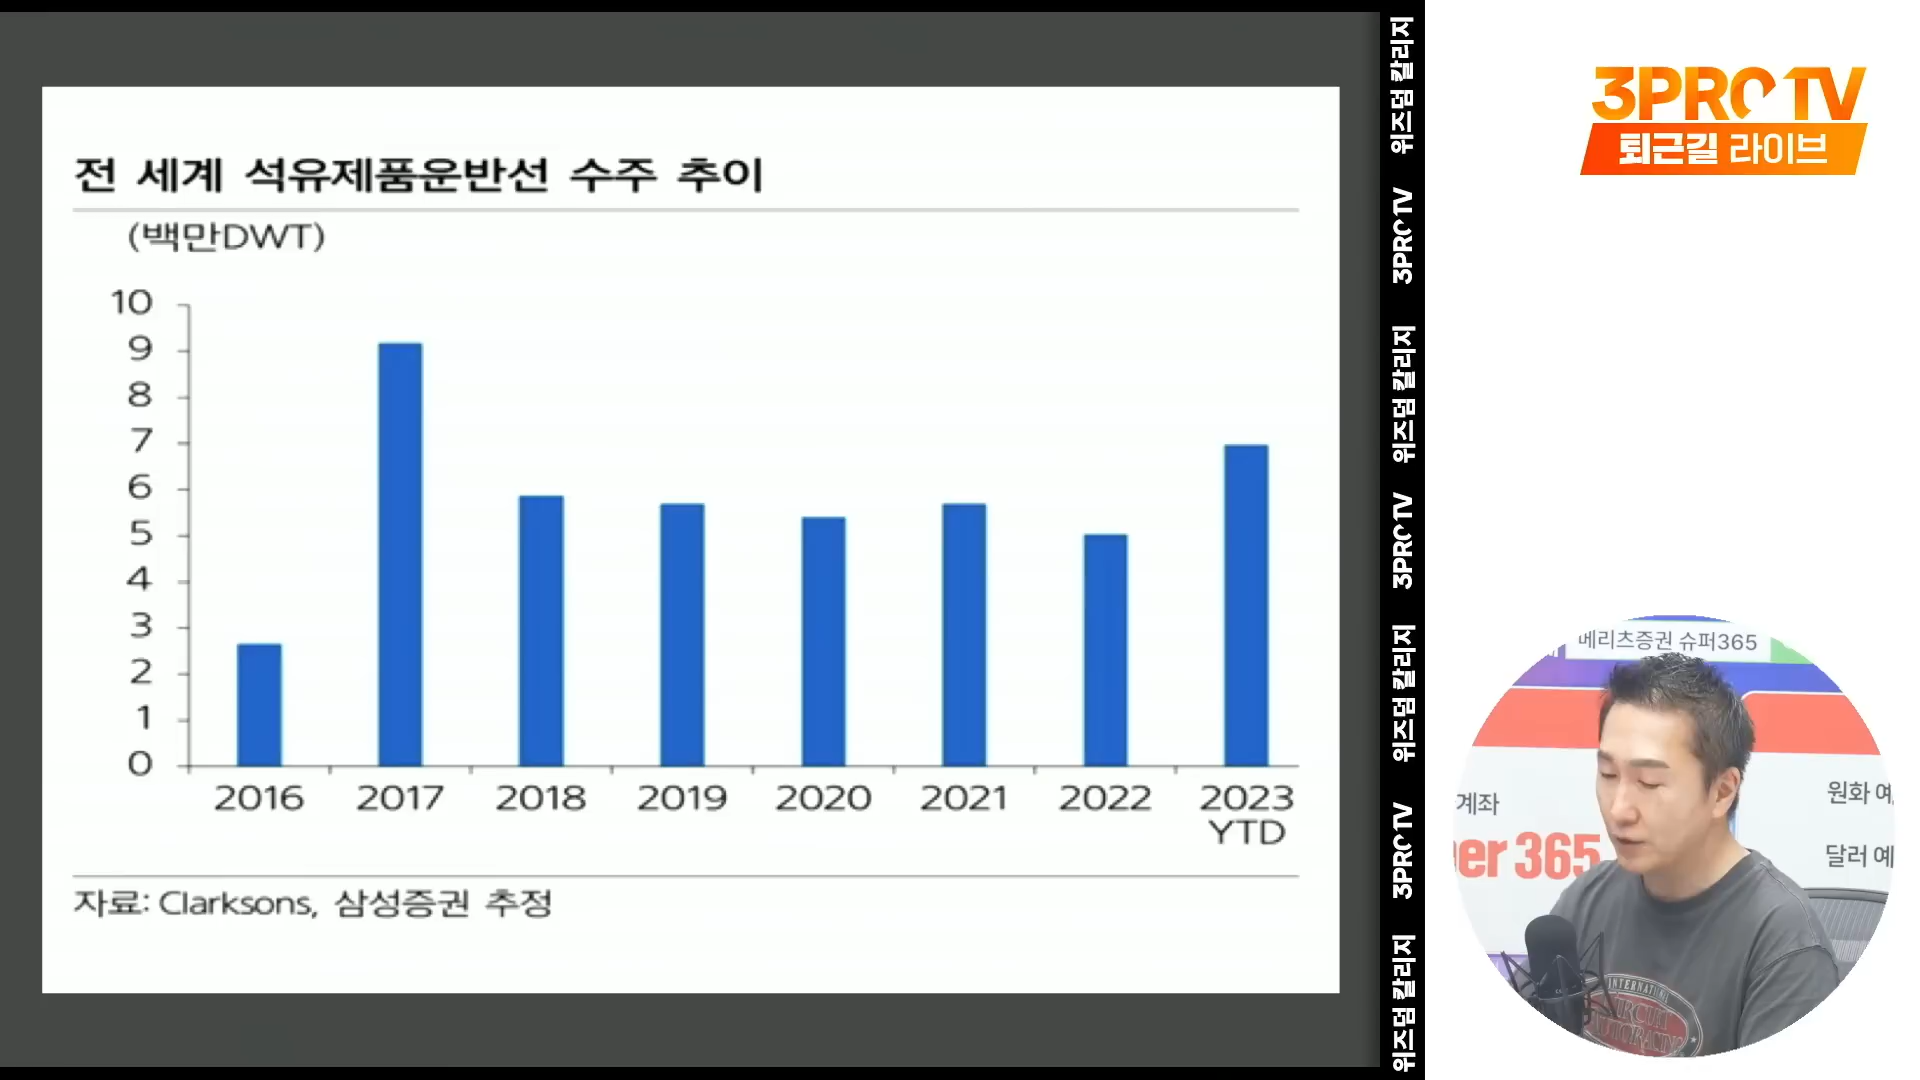 전 세계 석유제품운반선 수주 추이
(백만DWT)
10
9
8
7
6
5
4
3
2
1
0
2016 2017 2018 2019 2020 2021 2022 2023
YTD
자료: Clarksons, 삼성증권 추정
위즈덤 칼리지
3PROTV
위즈덤 칼리지
3PROTV
위즈덤 칼리지
3PROTV
위즈덤 칼리지
3PROTV
퇴근길 라이브
메리츠증권 슈퍼365
계좌
365
원화
달러
INTERNATIONAL